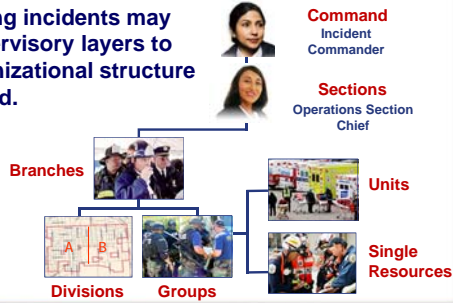 ng incidents may
ervisory layers to
nizational structure
d.
Command
Incident
Commander
Sections
Operations Section
Chief
Branches
Units
A B
Single
Resources
Divisions Groups